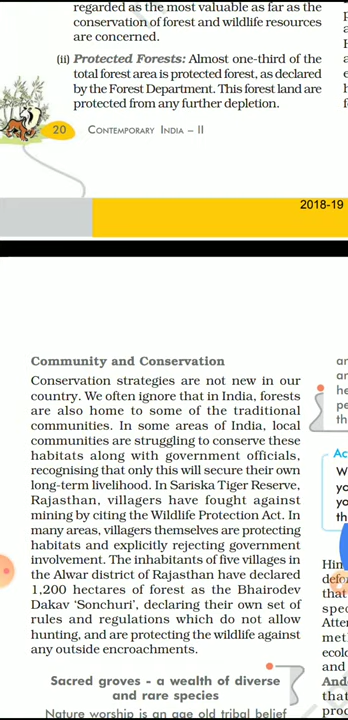 regarded as the most valuable as far as the
conservation of forest and wildlife resources
are concerned.
(ii) Protected Forests: Almost one-third of the
total forest area is protected forest, as declared
by the Forest Department. This forest land are
protected from any further depletion.
20 CONTEMPORARY INDIA – II
2018-19
Community and Conservation
Conservation strategies are not new in our
country. We often ignore that in India, forests
are also home to some of the traditional
communities. In some areas of India, local
communities are struggling to conserve these
habitats along with government officials,
recognising that only this will secure their own
long-term livelihood. In Sariska Tiger Reserve,
Rajasthan, villagers have fought against
mining by citing the Wildlife Protection Act. In
many areas, villagers themselves are protecting
habitats and explicitly rejecting government
involvement. The inhabitants of five villages in
the Alwar district of Rajasthan have declared
1,200 hectares of forest as the Bhairodev
Dakav ‘Sonchuri’, declaring their own set of
rules and regulations which do not allow
hunting, and are protecting the wildlife against
any outside encroachments.
Sacred groves - a wealth of diverse
and rare species
Nature worship is an age old tribal belief